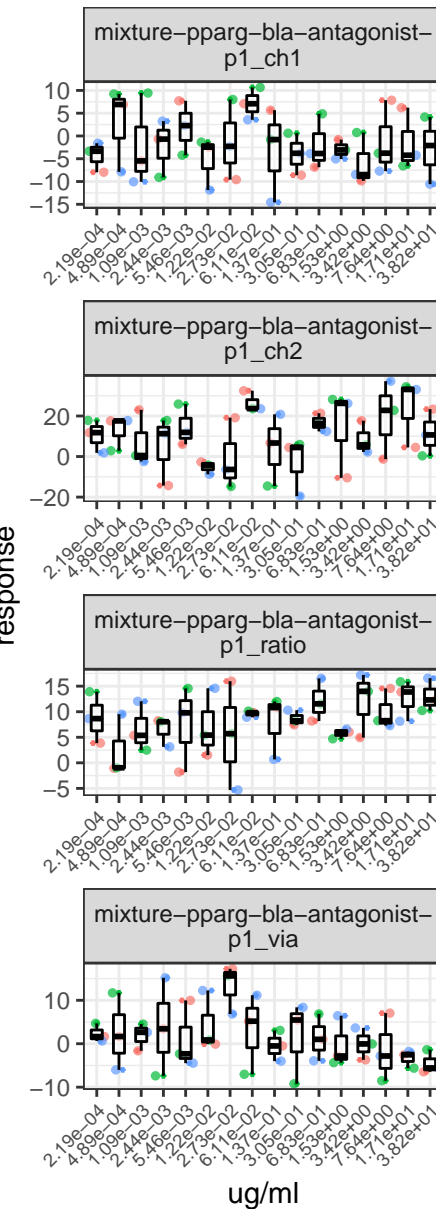 mixture−pparg−bla−antagonist−
p1_ch1
10
5
0
−5
−10
−15
2.19e−04
4.89e−04
1.09e−03
2.44e−03
5.46e−03
1.22e−02
2.73e−02
6.11e−02
1.37e−01
3.05e−01
6.83e−01
1.53e+00
3.42e+00
7.64e+00
1.71e+01
3.82e+01
mixture−pparg−bla−antagonist−
p1_ch2
20
0
−20
2.19e−04
4.89e−04
1.09e−03
2.44e−03
5.46e−03
1.22e−02
2.73e−02
6.11e−02
1.37e−01
3.05e−01
6.83e−01
1.53e+00
3.42e+00
7.64e+00
1.71e+01
3.82e+01
response
mixture−pparg−bla−antagonist−
p1_ratio
15
10
5
0
−5
2.19e−04
4.89e−04
1.09e−03
2.44e−03
5.46e−03
1.22e−02
2.73e−02
6.11e−02
1.37e−01
3.05e−01
6.83e−01
1.53e+00
3.42e+00
7.64e+00
1.71e+01
3.82e+01
mixture−pparg−bla−antagonist−
p1_via
10
0
−10
2.19e−04
4.89e−04
1.09e−03
2.44e−03
5.46e−03
1.22e−02
2.73e−02
6.11e−02
1.37e−01
3.05e−01
6.83e−01
1.53e+00
3.42e+00
7.64e+00
1.71e+01
3.82e+01
ug/ml